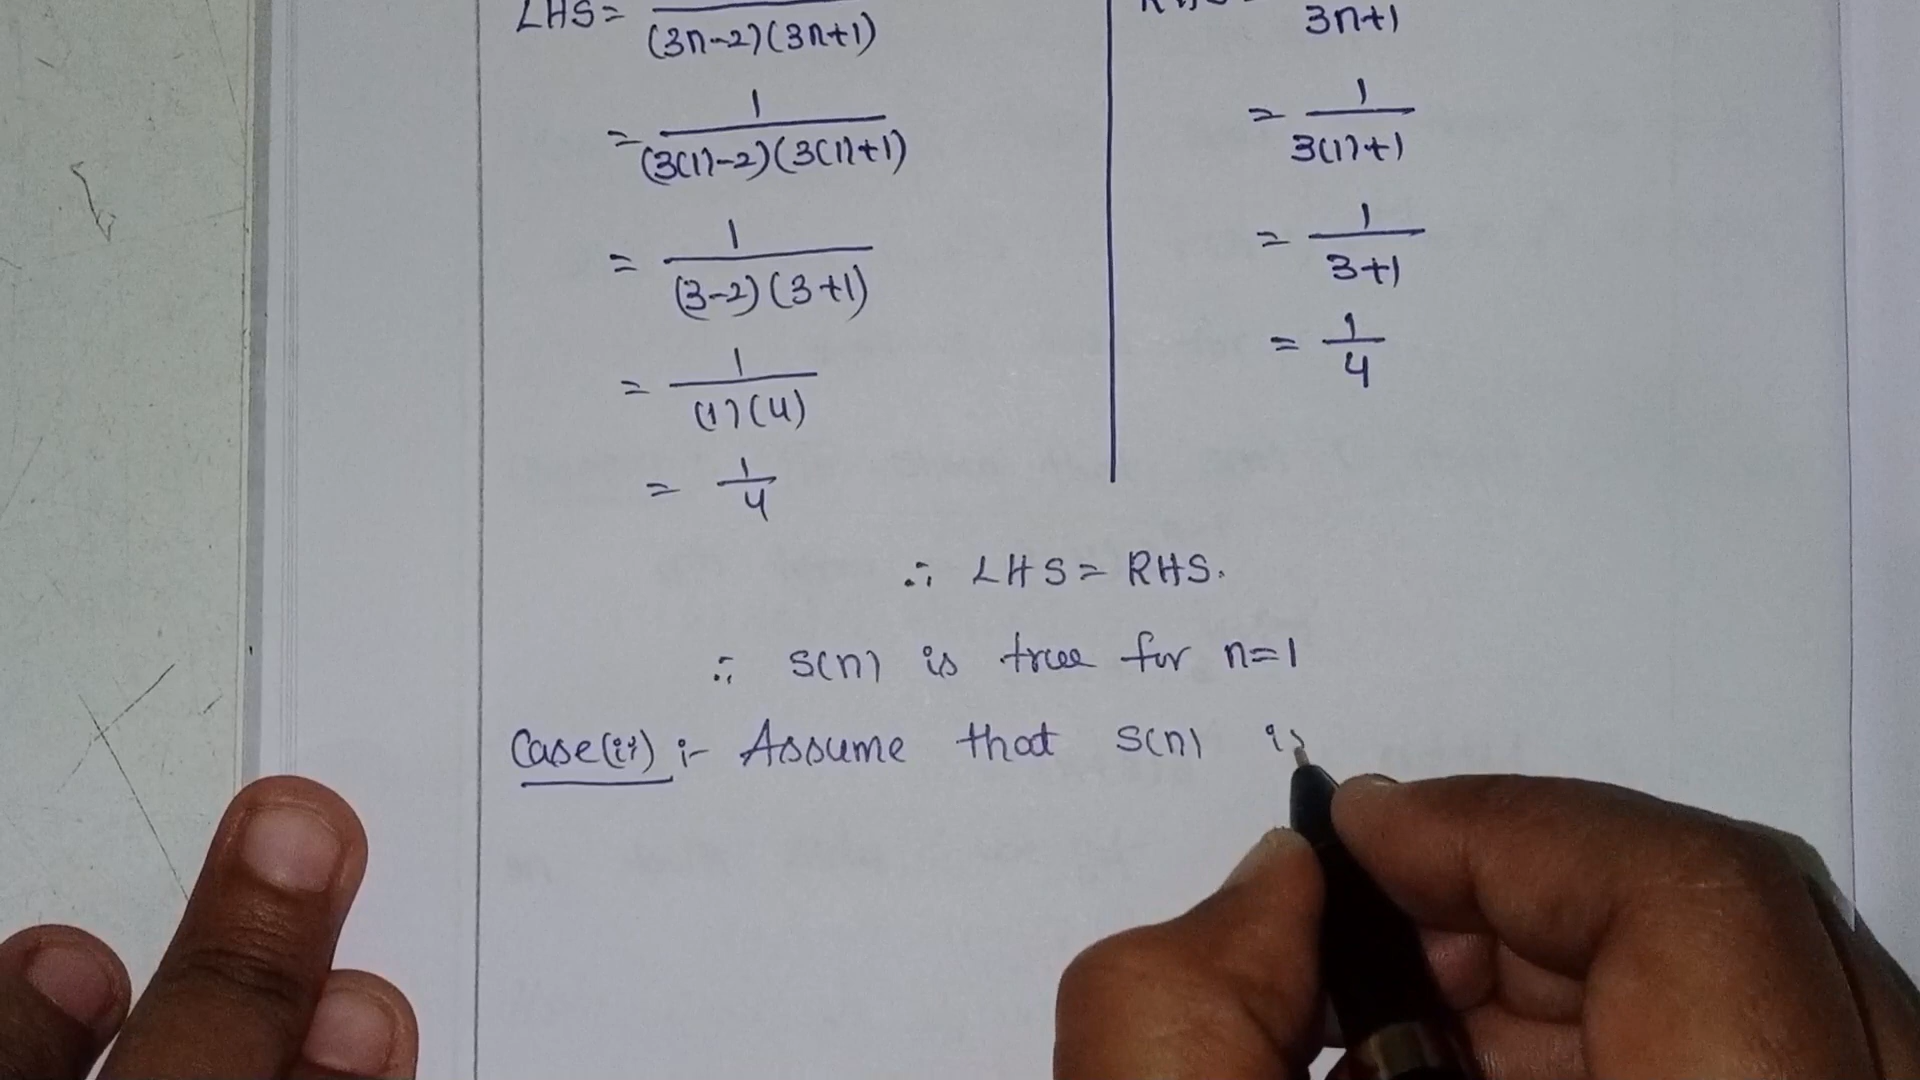 LHS =
(3n-2)(3n+1)
= 1/((3(1)-2)(3(1)+1))
= 1/((3-2)(3+1))
= 1/((1)(4))
= 1/4
3n+1
= 1/(3(1)+1)
= 1/(3+1)
= 1/4
∴ LHS = RHS.
∴ S(n) is true for n=1
Case(ii) :- Assume that S(n) is